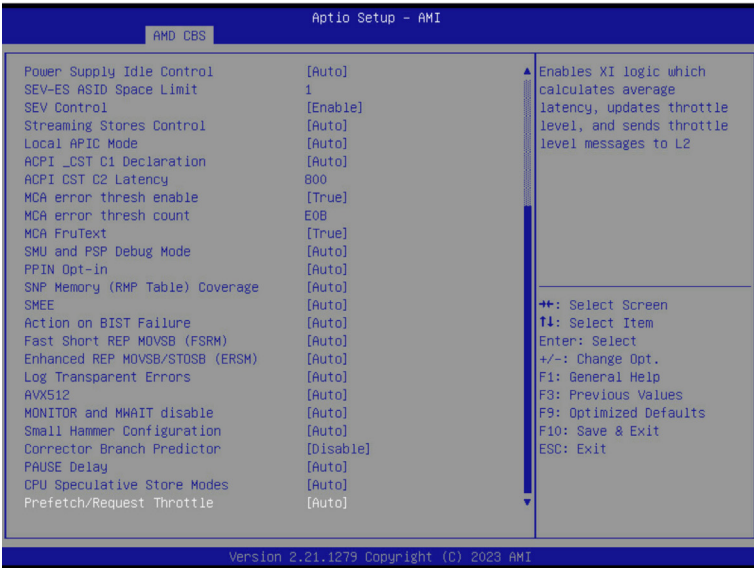 Aptio Setup - AMI
AMD CBS
Power Supply Idle Control [Auto]
SEV-ES ASID Space Limit 1
SEV Control [Enable]
Streaming Stores Control [Auto]
Local APIC Mode [Auto]
ACPI _CST C1 Declaration [Auto]
ACPI CST C2 Latency 800
MCA error thresh enable [True]
MCA error thresh count E0B
MCA FruText [True]
SMU and PSP Debug Mode [Auto]
PPIN Opt-in [Auto]
SNP Memory (RMP Table) Coverage [Auto]
SMEE [Auto]
Action on BIST Failure [Auto]
Fast Short REP MOVSB (FSRM) [Auto]
Enhanced REP MOVSB/STOSB (ERSM) [Auto]
Log Transparent Errors [Auto]
AVX512 [Auto]
MONITOR and MWAIT disable [Auto]
Small Hammer Configuration [Auto]
Corrector Branch Predictor [Disable]
PAUSE Delay [Auto]
CPU Speculative Store Modes [Auto]
Prefetch/Request Throttle [Auto]
Enables XI logic which
calculates average
latency, updates throttle
level, and sends throttle
level messages to L2
→←: Select Screen
↑↓: Select Item
Enter: Select
+/-: Change Opt.
F1: General Help
F3: Previous Values
F9: Optimized Defaults
F10: Save & Exit
ESC: Exit
Version 2.21.1279 Copyright (C) 2023 AMI